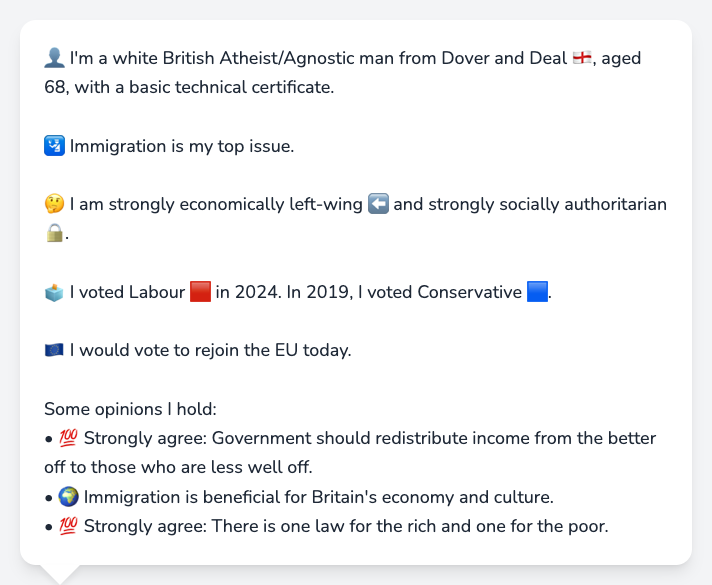 👤 I'm a white British Atheist/Agnostic man from Dover and Deal 🏴󠁧󠁢󠁥󠁮󠁧󠁿, aged
68, with a basic technical certificate.
🛂 Immigration is my top issue.
🤔 I am strongly economically left-wing ⬅️ and strongly socially authoritarian
🔒.
🗳️ I voted Labour 🟥 in 2024. In 2019, I voted Conservative 🟦.
🇪🇺 I would vote to rejoin the EU today.
Some opinions I hold:
• 💯 Strongly agree: Government should redistribute income from the better
off to those who are less well off.
• 🌍 Immigration is beneficial for Britain's economy and culture.
• 💯 Strongly agree: There is one law for the rich and one for the poor.